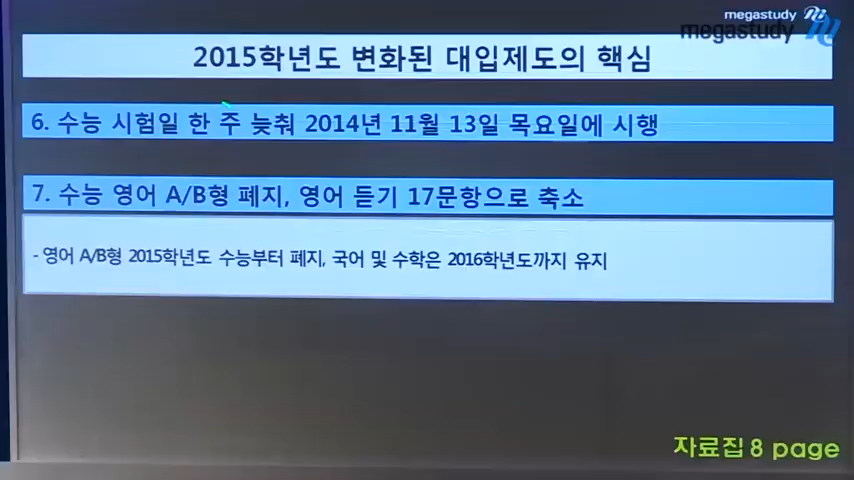 megastudy
megastudy
2015학년도 변화된 대입제도의 핵심
6. 수능 시험일 한 주 늦춰 2014년 11월 13일 목요일에 시행
7. 수능 영어 A/B형 폐지, 영어 듣기 17문항으로 축소
- 영어 A/B형 2015학년도 수능부터 폐지, 국어 및 수학은 2016학년도까지 유지
자료집 8 page